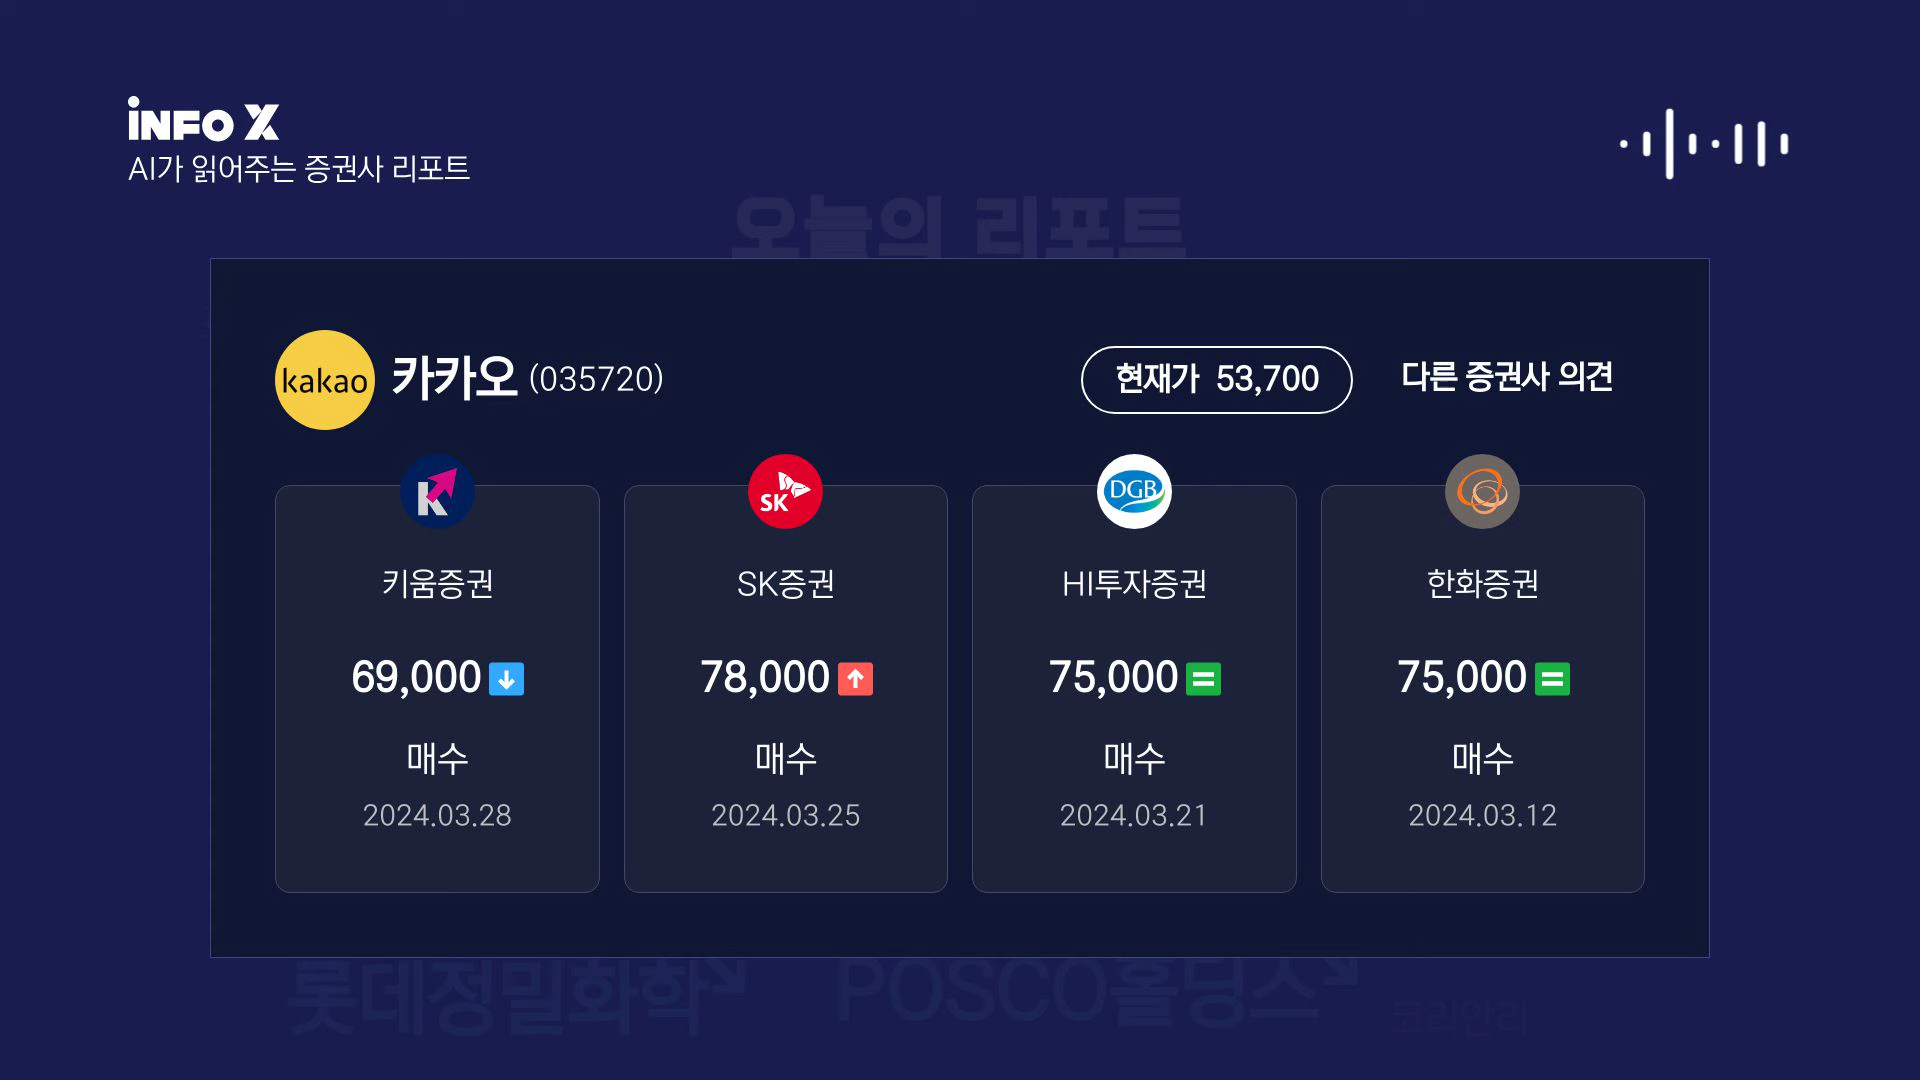 iNFO X
AI가 읽어주는 증권사 리포트
오늘의 리포트
kakao
카카오 (035720)
현재가 53,700
다른 증권사 의견
K
SK
DGB
키움증권
SK증권
HI투자증권
한화증권
69,000
78,000
75,000
75,000
매수
매수
매수
매수
2024.03.28
2024.03.25
2024.03.21
2024.03.12
롯데정밀화학
POSCO홀딩스
코리안리